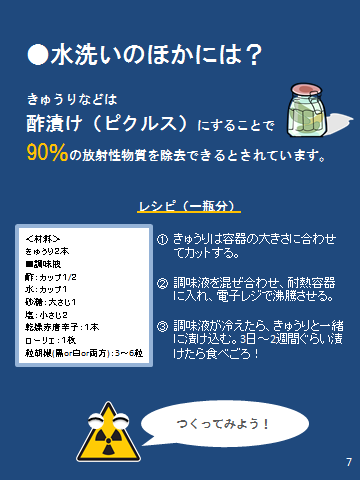 ●水洗いのほかには？
きゅうりなどは
酢漬け（ピクルス）にすることで
90%の放射性物質を除去できるとされています。
レシピ（一瓶分）
＜材料＞
きゅうり2本
■調味液
酢：カップ1/2
水：カップ1
砂糖：大さじ1
塩：小さじ2
乾燥赤唐辛子：1本
ローリエ：1枚
粒胡椒(黒or白or両方)：3～6粒
① きゅうりは容器の大きさに合わせ
てカットする。
② 調味液を混ぜ合わせ、耐熱容器
に入れ、電子レジで沸騰させる。
③ 調味液が冷えたら、きゅうりと一緒
に漬け込む。3日～2週間ぐらい漬
けたら食べごろ！
つくってみよう！
7